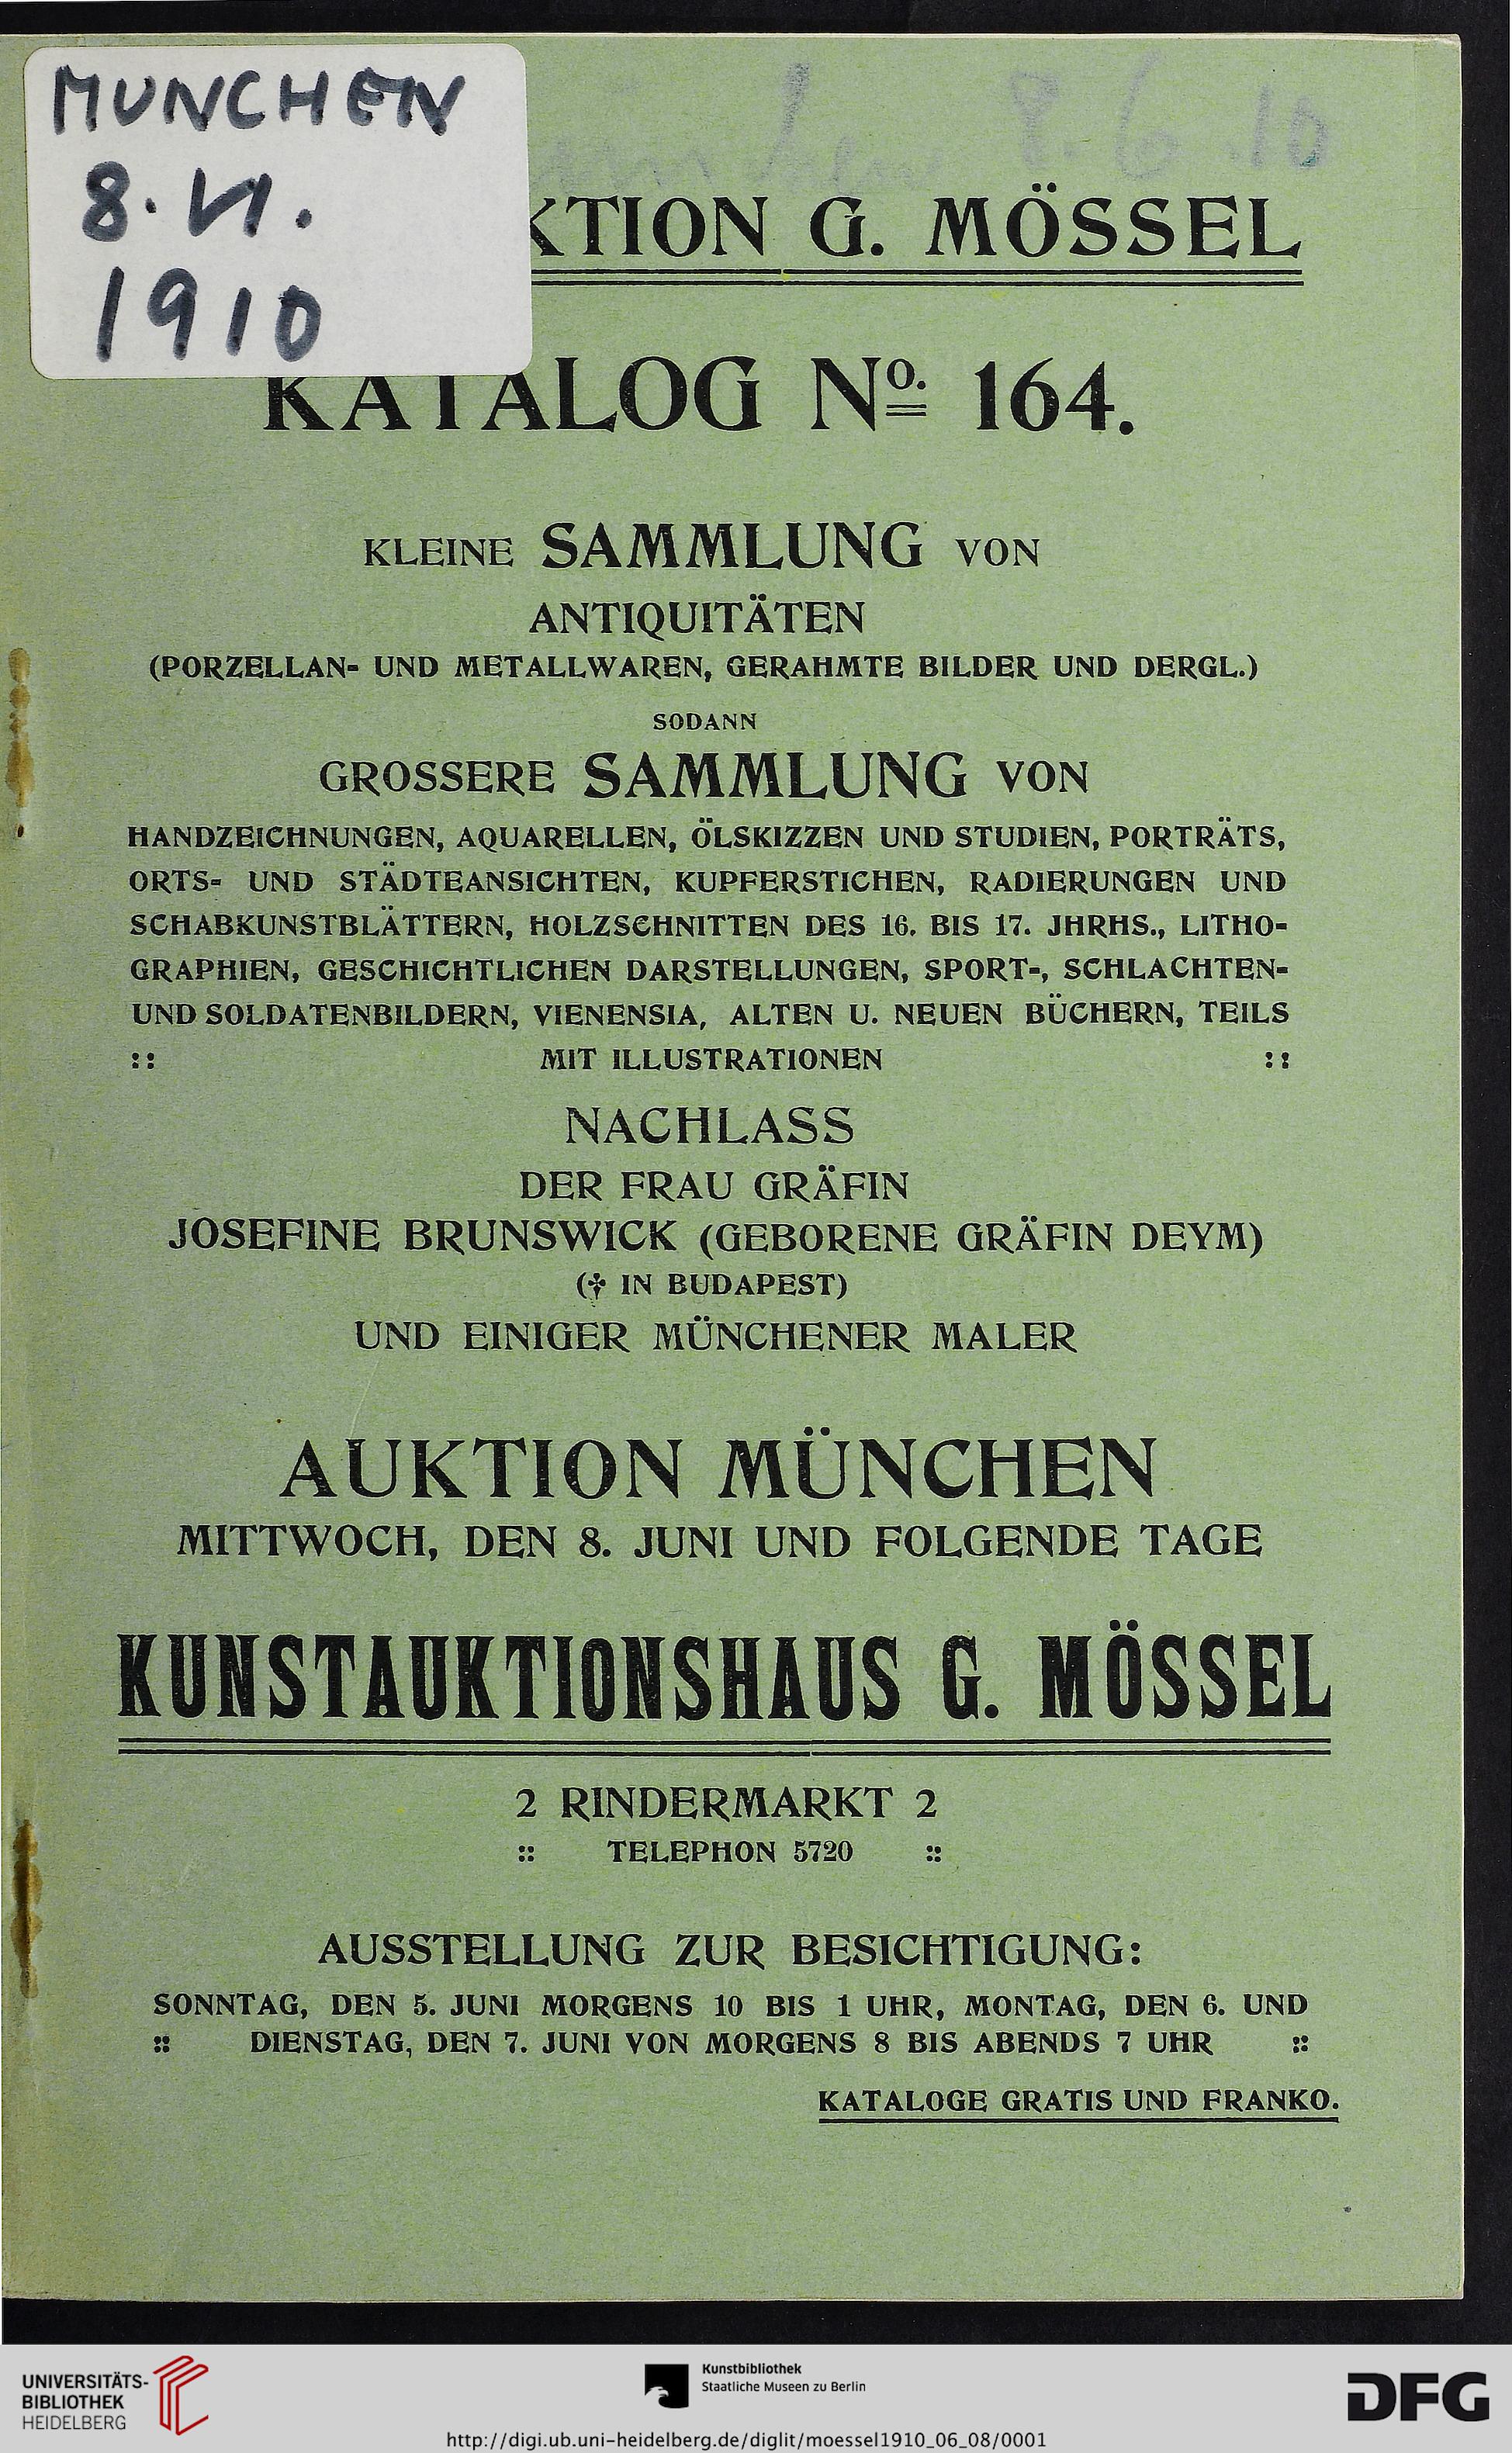 MÜNCHEN
8. VI.
1910
8. 6. 10
KTION G. MÖSSEL
KATALOG No. 164.
KLEINE SAMMLUNG VON
ANTIQUITÄTEN
(PORZELLAN- UND METALLWAREN, GERAHMTE BILDER UND DERGL.)
SODANN
GROSSERE SAMMLUNG VON
HANDZEICHNUNGEN, AQUARELLEN, ÖLSKIZZEN UND STUDIEN, PORTRÄTS,
ORTS- UND STÄDTEANSICHTEN, KUPFERSTICHEN, RADIERUNGEN UND
SCHABKUNSTBLÄTTERN, HOLZSCHNITTEN DES 16. BIS 17. JHRHS., LITHO-
GRAPHIEN, GESCHICHTLICHEN DARSTELLUNGEN, SPORT-, SCHLACHTEN-
UND SOLDATENBILDERN, VIENENSIA, ALTEN U. NEUEN BÜCHERN, TEILS
:: MIT ILLUSTRATIONEN ::
NACHLASS
DER FRAU GRÄFIN
JOSEFINE BRUNSWICK (GEBORENE GRÄFIN DEYM)
(† IN BUDAPEST)
UND EINIGER MÜNCHENER MALER
AUKTION MÜNCHEN
MITTWOCH, DEN 8. JUNI UND FOLGENDE TAGE
KUNSTAUKTIONSHAUS G. MÖSSEL
2 RINDERMARKT 2
:: TELEPHON 5720 ::
AUSSTELLUNG ZUR BESICHTIGUNG:
SONNTAG, DEN 5. JUNI MORGENS 10 BIS 1 UHR, MONTAG, DEN 6. UND
:: DIENSTAG, DEN 7. JUNI VON MORGENS 8 BIS ABENDS 7 UHR ::
KATALOGE GRATIS UND FRANKO.
UNIVERSITÄTS-
BIBLIOTHEK
HEIDELBERG
Kunstbibliothek
Staatliche Museen zu Berlin
DFG
http://digi.ub.uni-heidelberg.de/diglit/moessel1910_06_08/0001